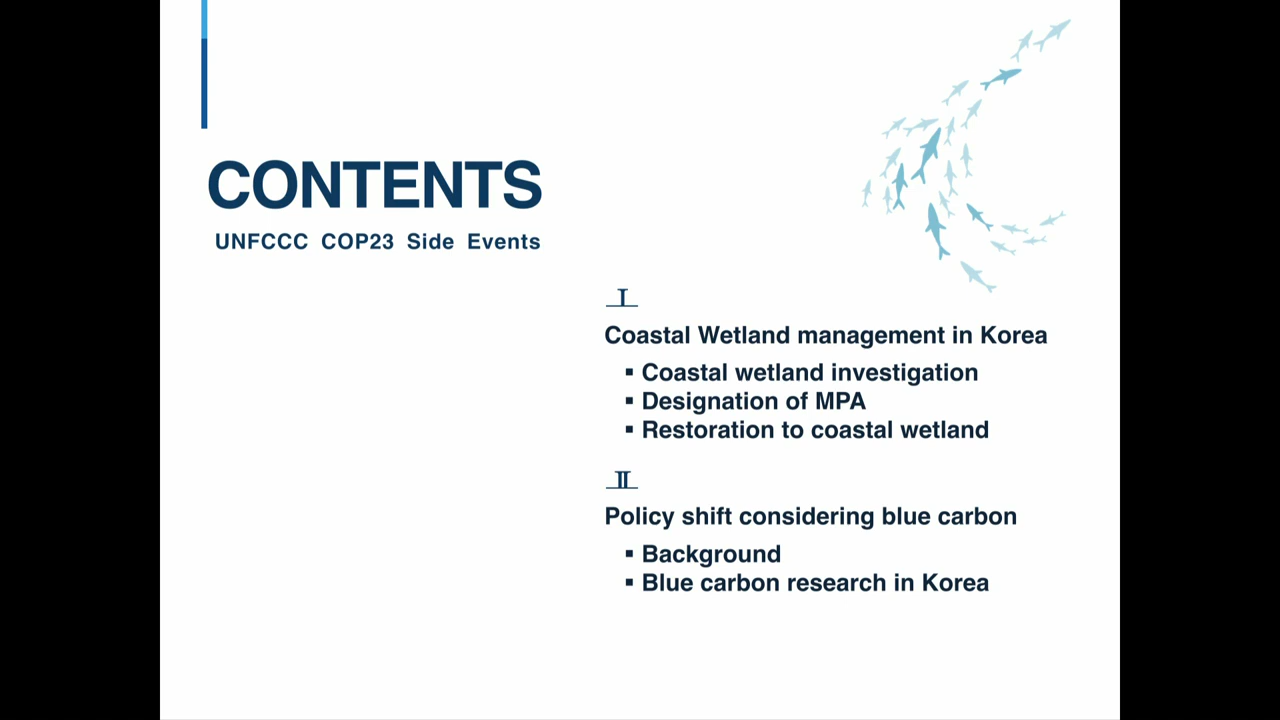 CONTENTS
UNFCCC COP23 Side Events
Ⅰ
Coastal Wetland management in Korea
▪ Coastal wetland investigation
▪ Designation of MPA
▪ Restoration to coastal wetland
Ⅱ
Policy shift considering blue carbon
▪ Background
▪ Blue carbon research in Korea